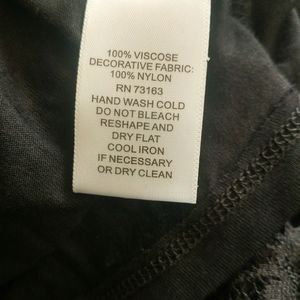 100% VISCOSE
DECORATIVE FABRIC:
100% NYLON
RN 73163
HAND WASH COLD
DO NOT BLEACH
RESHAPE AND
DRY FLAT
COOL IRON
IF NECESSARY
OR DRY CLEAN